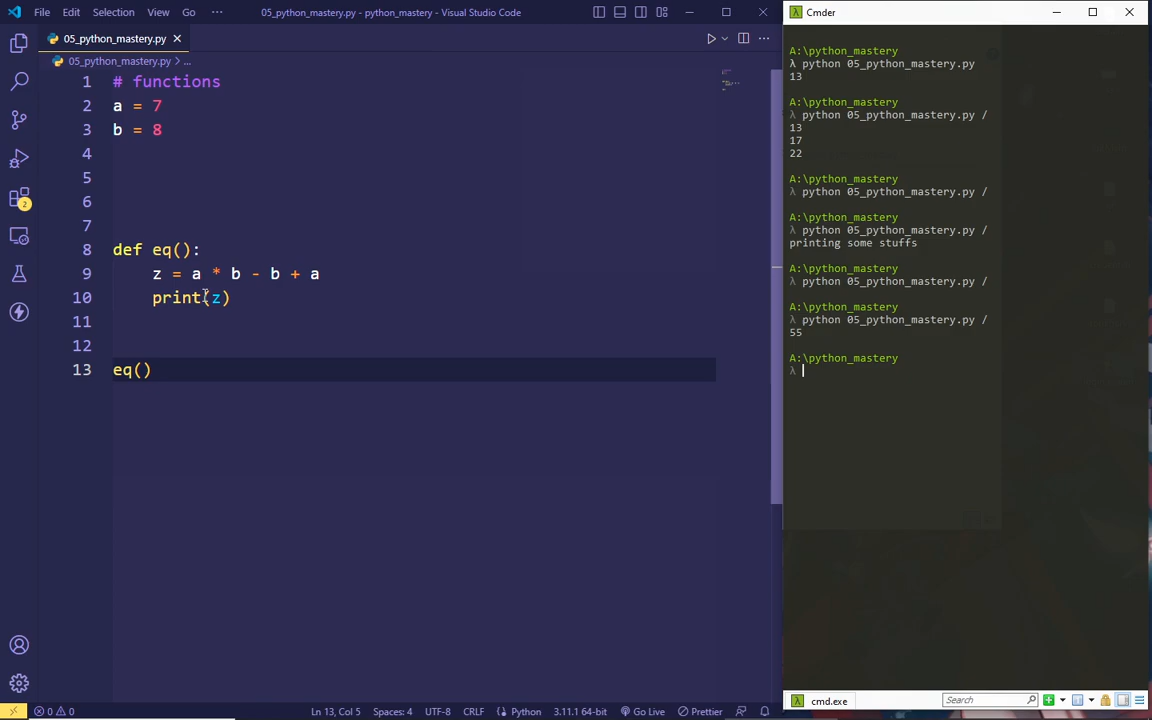 File Edit Selection View Go ··· 05_python_mastery.py - python_mastery - Visual Studio Code
05_python_mastery.py
05_python_mastery.py > ...
1 # functions
2 a = 7
3 b = 8
4
5
6
7
8 def eq():
9 z = a * b - b + a
10 print(z)
11
12
13 eq()
2
0 0 Ln 13, Col 5 Spaces: 4 UTF-8 CRLF Python 3.11.1 64-bit Go Live Prettier
Cmder
A:\python_mastery
λ python 05_python_mastery.py
13
A:\python_mastery
λ python 05_python_mastery.py /
13
17
22
A:\python_mastery
λ python 05_python_mastery.py /
A:\python_mastery
λ python 05_python_mastery.py /
printing some stuffs
A:\python_mastery
λ python 05_python_mastery.py /
A:\python_mastery
λ python 05_python_mastery.py /
55
A:\python_mastery
λ
cmd.exe Search